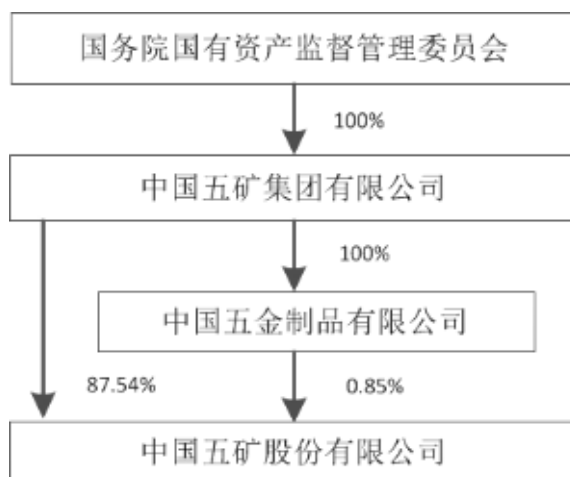 国务院国有资产监督管理委员会
100%
中国五矿集团有限公司
100%
中国五金制品有限公司
87.54%
0.85%
中国五矿股份有限公司